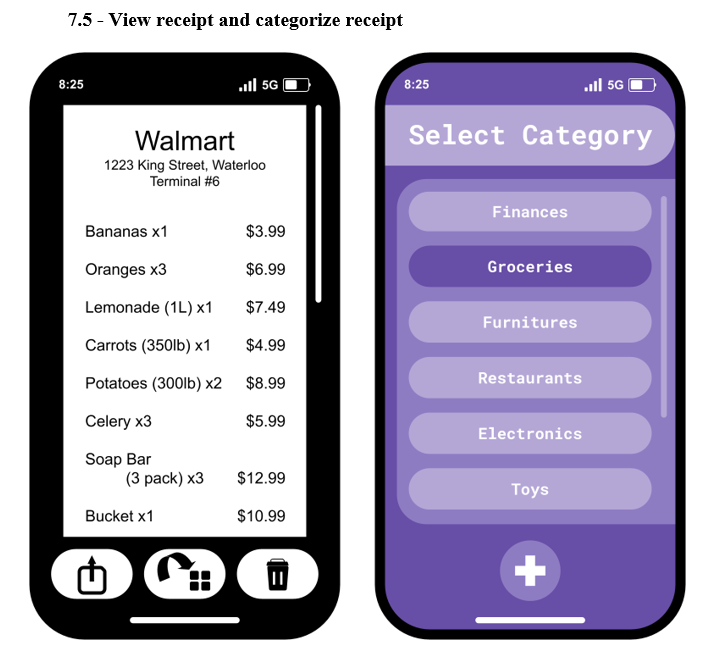 7.5 - View receipt and categorize receipt
8:25
5G
Walmart
1223 King Street, Waterloo
Terminal #6
Bananas x1 $3.99
Oranges x3 $6.99
Lemonade (1L) x1 $7.49
Carrots (350lb) x1 $4.99
Potatoes (300lb) x2 $8.99
Celery x3 $5.99
Soap Bar
(3 pack) x3 $12.99
Bucket x1 $10.99
8:25
5G
Select Category
Finances
Groceries
Furnitures
Restaurants
Electronics
Toys